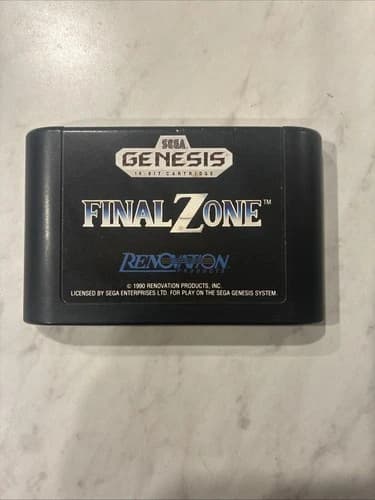 SEGA
GENESIS
16-BIT CARTRIDGE
FINAL ZONE™
RENOVATION
PRODUCTS
© 1990 RENOVATION PRODUCTS, INC.
LICENSED BY SEGA ENTERPRISES LTD. FOR PLAY ON THE SEGA GENESIS SYSTEM.